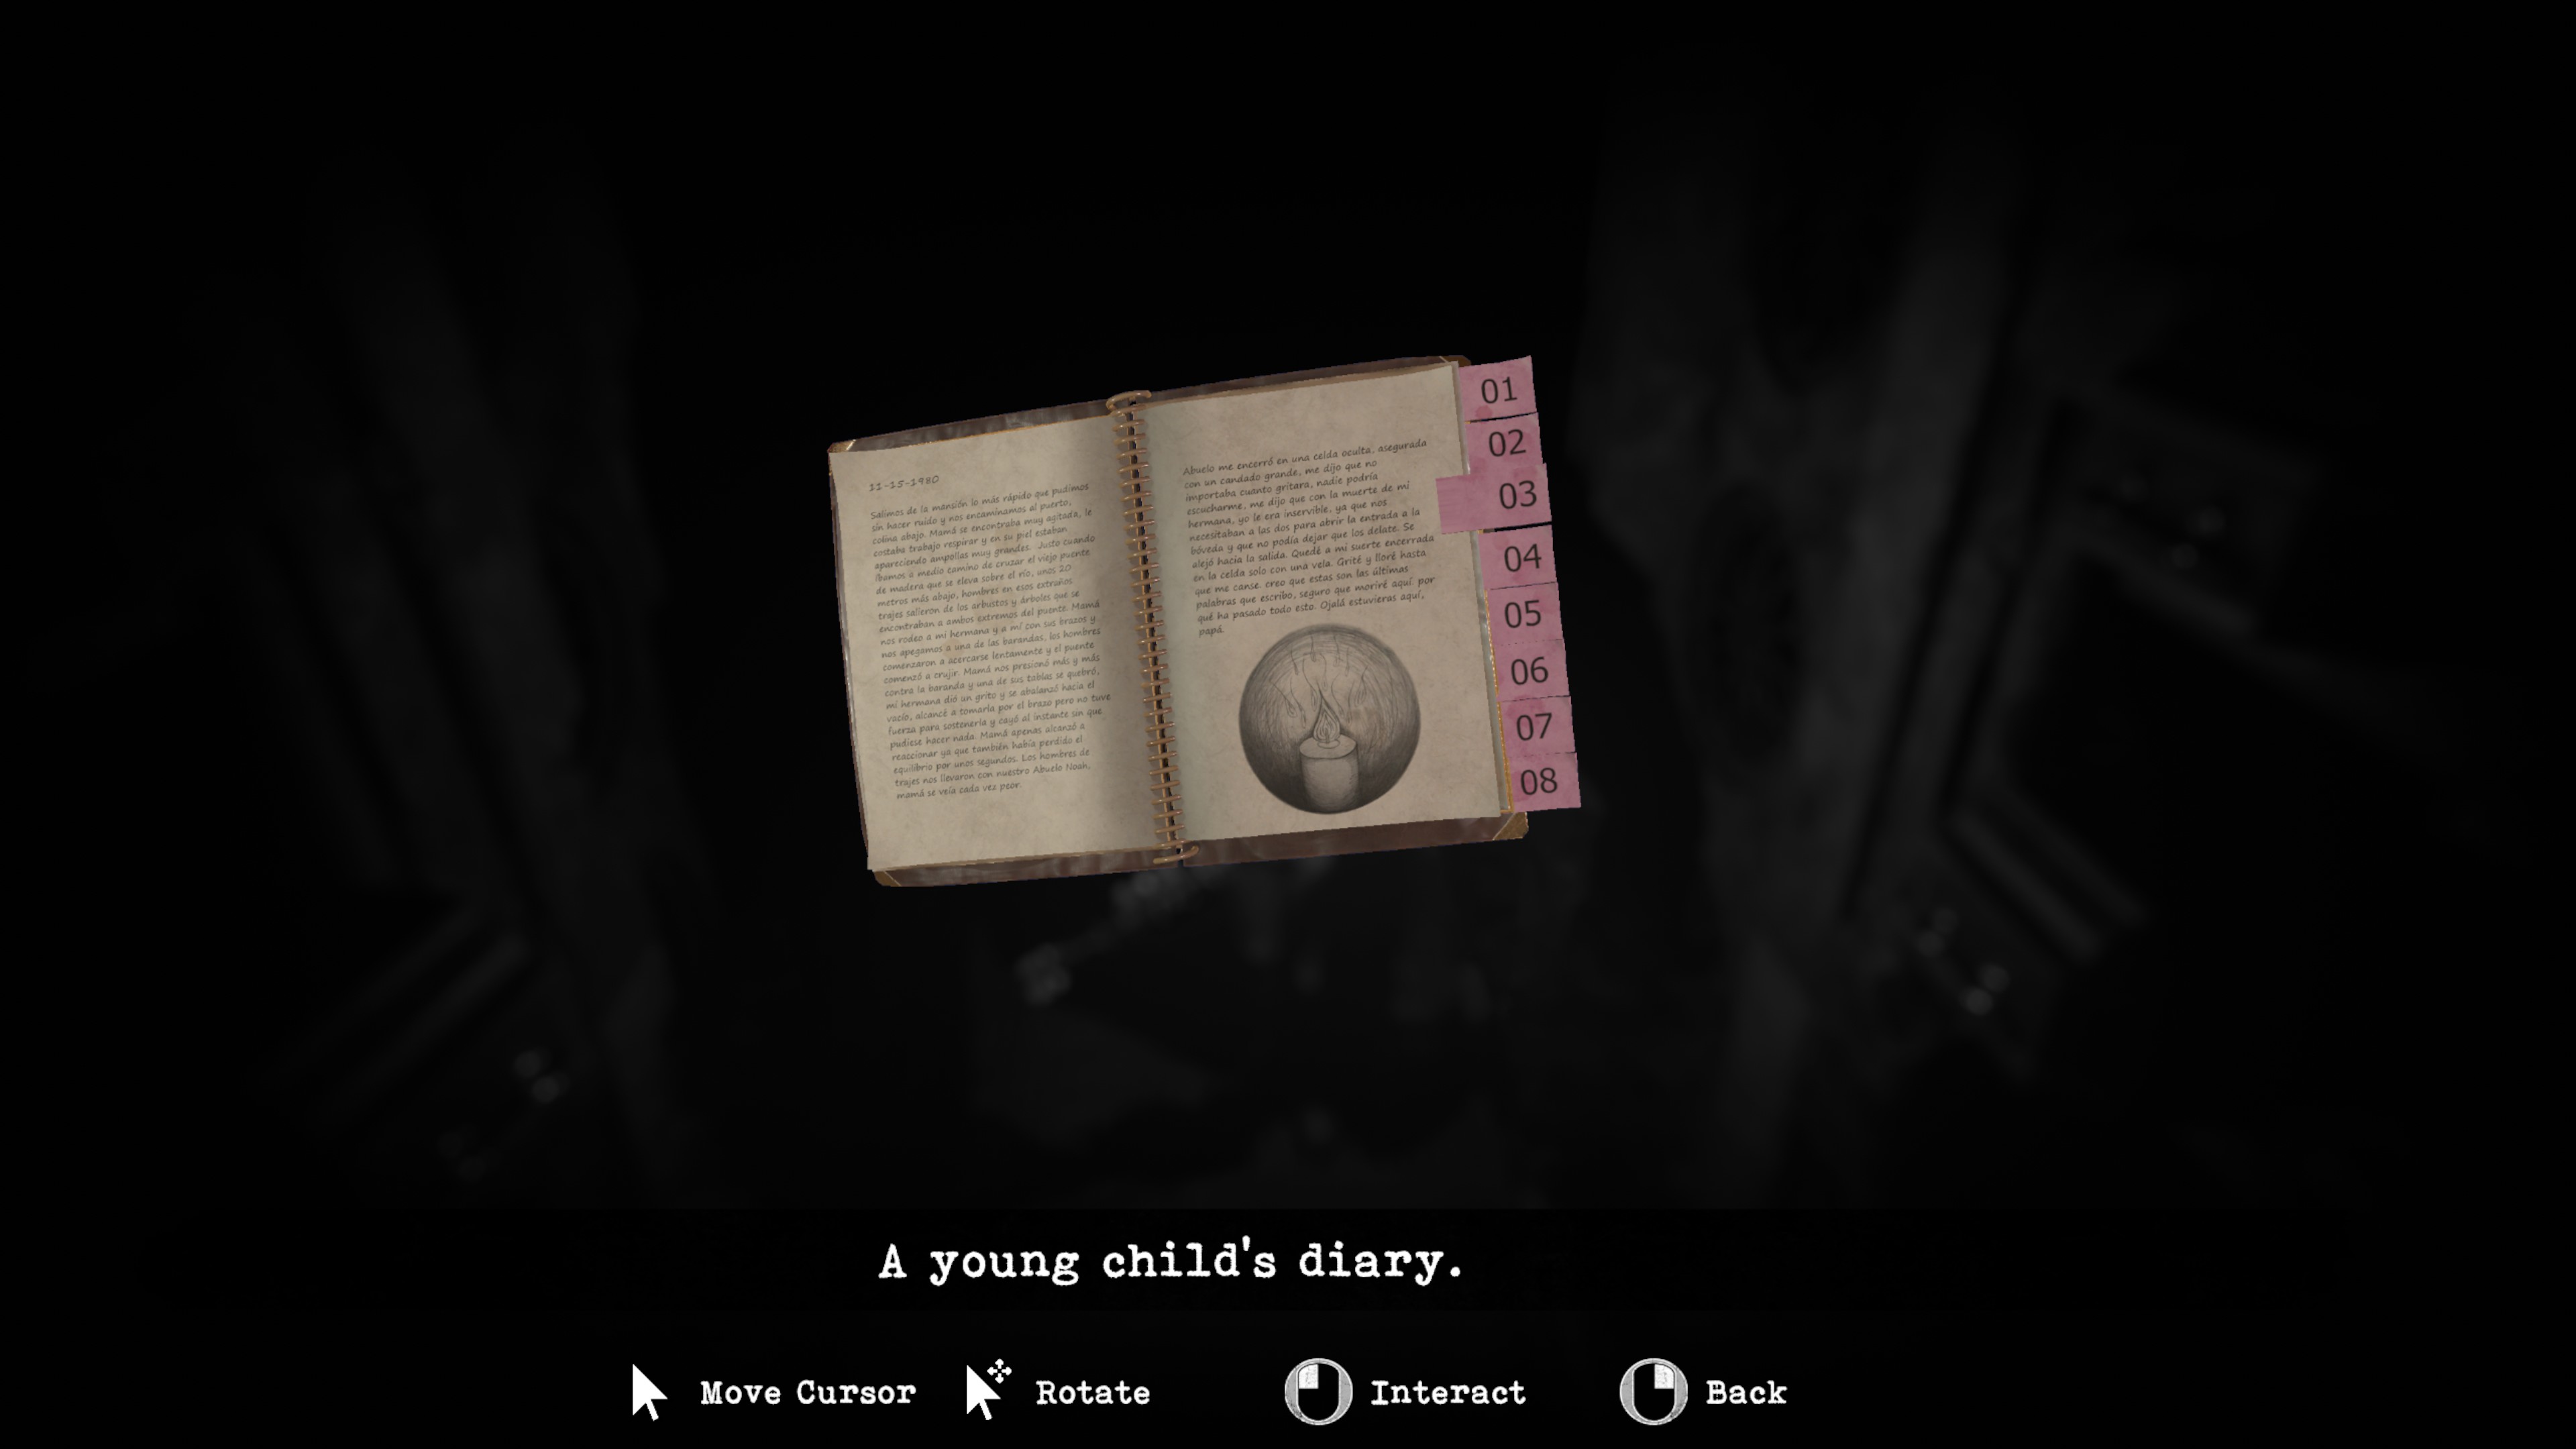 11-15-1980
Salimos de la mansión lo más rápido que pudimos
sin hacer ruido y nos encaminamos al puerto,
colina abajo. Mamá se encontraba muy agitada, le
costaba trabajo respirar y en su piel estaban
apareciendo ampollas muy grandes. Justo cuando
íbamos a medio camino de cruzar el viejo puente
de madera que se eleva sobre el río, unos 20
metros más abajo, hombres en esos extraños
trajes salieron de los arbustos y árboles que se
encontraban a ambos extremos del puente. Mamá
nos rodeo a mi hermana y a mí con sus brazos y
nos apegamos a una de las barandas, los hombres
comenzaron a acercarse lentamente y el puente
comenzó a crujir. Mamá nos presionó más y más
contra la baranda y una de sus tablas se quebró,
mi hermana dió un grito y se abalanzó hacia el
vacío, alcancé a tomarla por el brazo pero no tuve
fuerza para sostenerla y cayó al instante sin que
pudiese hacer nada. Mamá apenas alcanzó a
reaccionar ya que también había perdido el
equilibrio por unos segundos. Los hombres de
trajes nos llevaron con nuestro Abuelo Noah,
mamá se veía cada vez peor.
Abuelo me encerró en una celda oculta, asegurada
con un candado grande, me dijo que no
importaba cuanto gritara, nadie podría
escucharme, me dijo que con la muerte de mi
hermana, yo le era inservible, ya que nos
necesitaban a las dos para abrir la entrada a la
bóveda y que no podía dejar que los delate. Se
alejó hacia la salida. Quedé a mi suerte encerrada
en la celda solo con una vela. Grité y lloré hasta
que me canse. creo que estas son las últimas
palabras que escribo, seguro que moriré aquí por
qué ha pasado todo esto. Ojalá estuvieras aquí,
papá.
01
02
03
04
05
06
07
08
A young child's diary.
Move Cursor
Rotate
Interact
Back